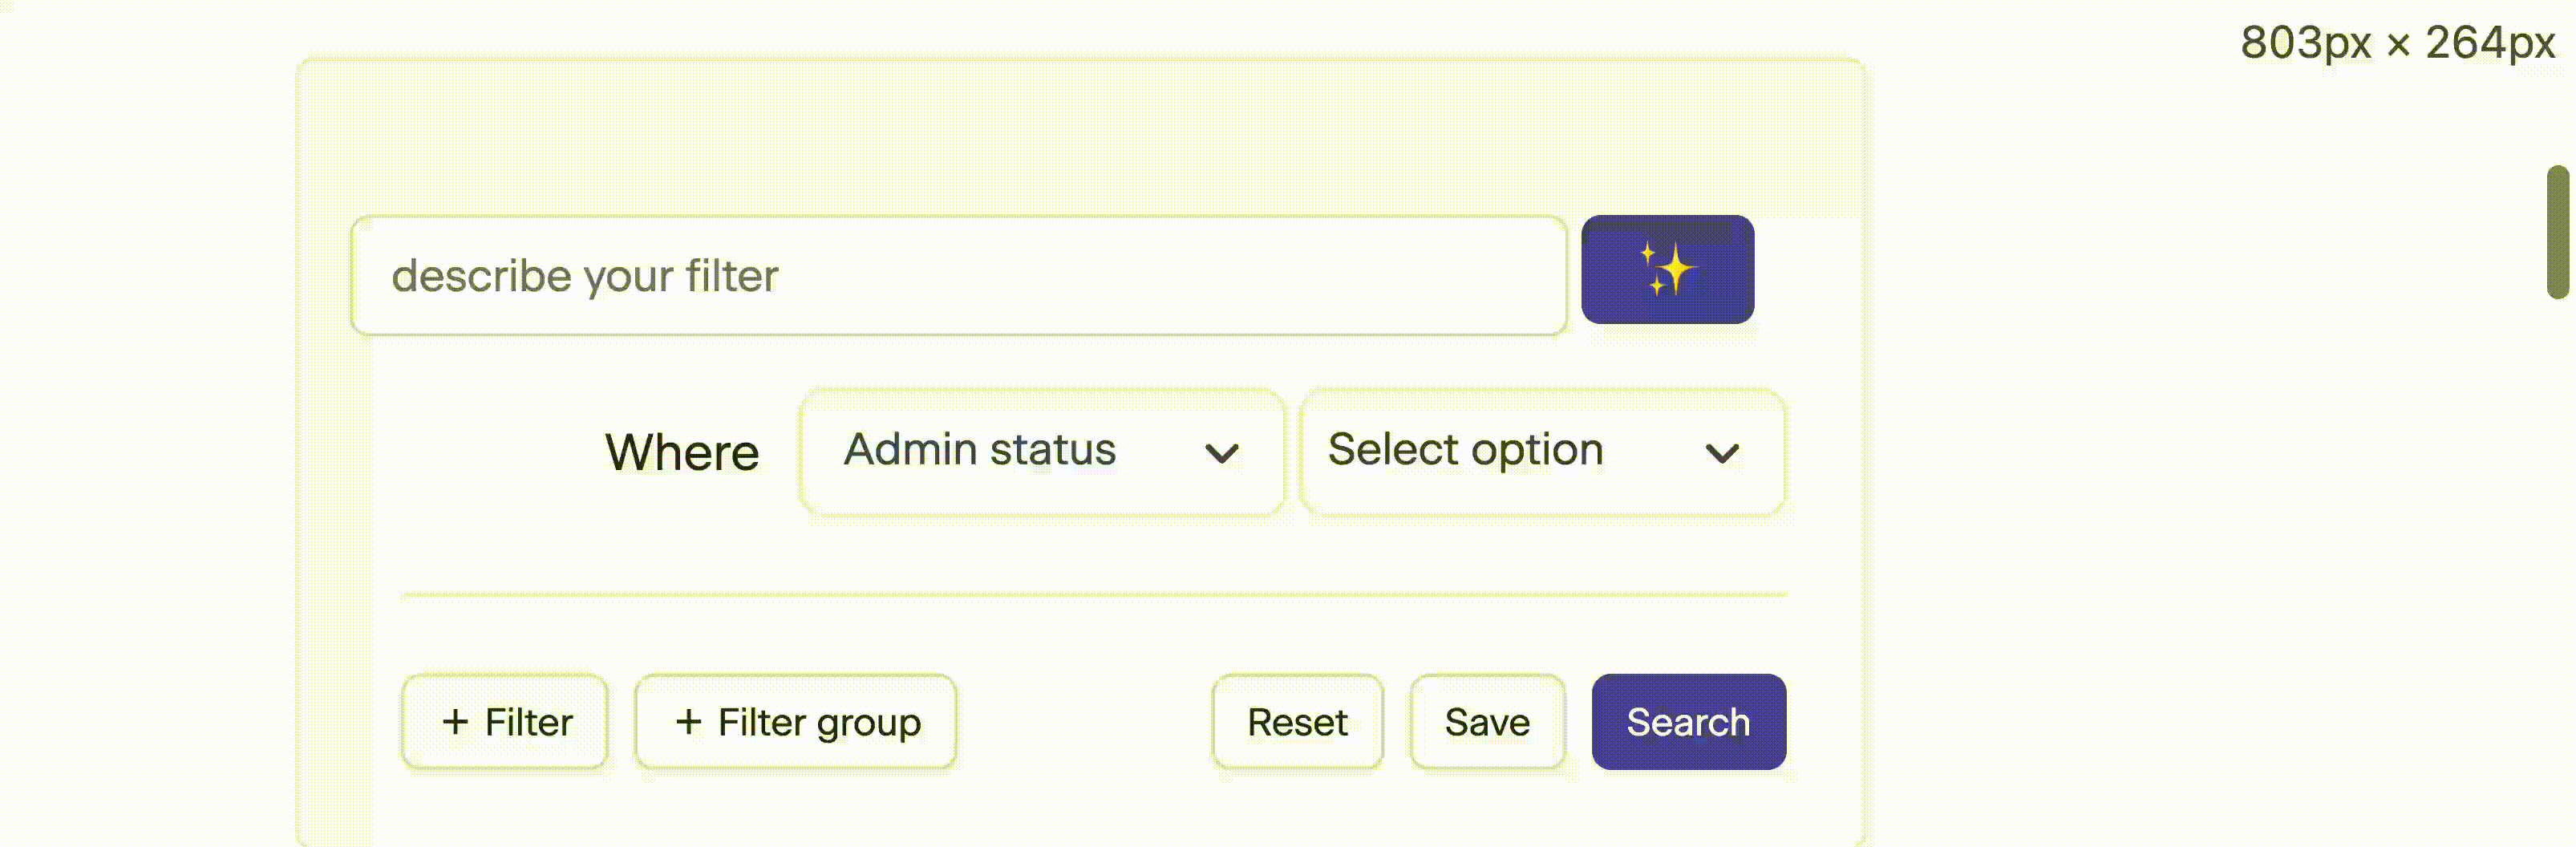 803px × 264px
describe your filter
Where Admin status Select option
+ Filter + Filter group Reset Save Search